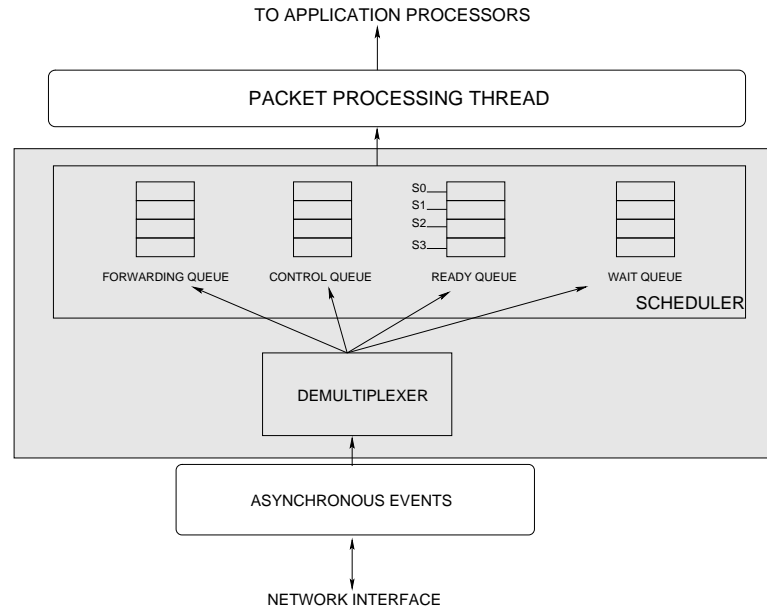 TO APPLICATION PROCESSORS
PACKET PROCESSING THREAD
S0
S1
S2
S3
FORWARDING QUEUE
CONTROL QUEUE
READY QUEUE
WAIT QUEUE
SCHEDULER
DEMULTIPLEXER
ASYNCHRONOUS EVENTS
NETWORK INTERFACE